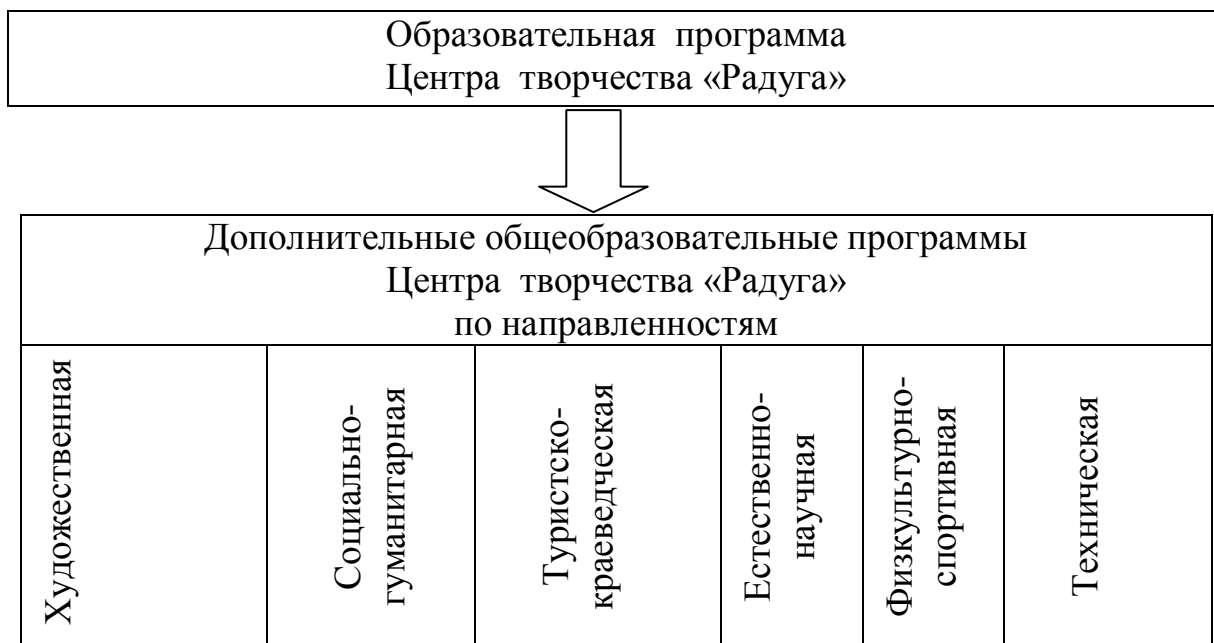 Образовательная программа
Центра творчества «Радуга»
Дополнительные общеобразовательные программы
Центра творчества «Радуга»
по направленностям
Художественная
Социально-
гуманитарная
Туристско-
краеведческая
Естественно-
научная
Физкультурно-
спортивная
Техническая